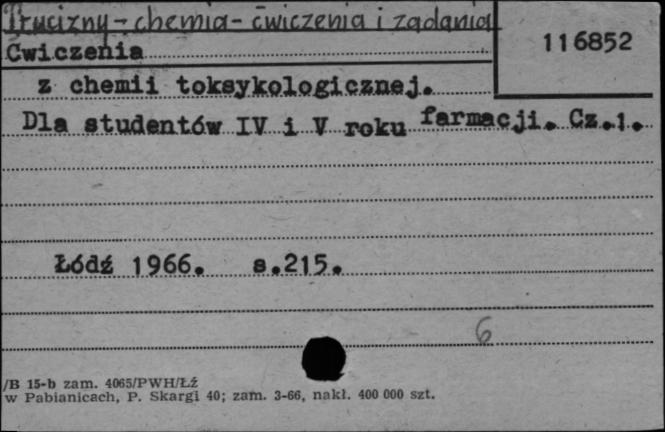 Trucizny - chemia - ćwiczenia i zadania
116852
Cwiczenia
z chemii toksykologicznej.
Dla studentów IV i V roku farmacji. Cz.1.
Łódź 1966. s.215.
6
/B 15-b zam. 4065/PWH/Łź
w Pabianicach, P. Skargi 40; zam. 3-66, nakł. 400 000 szt.